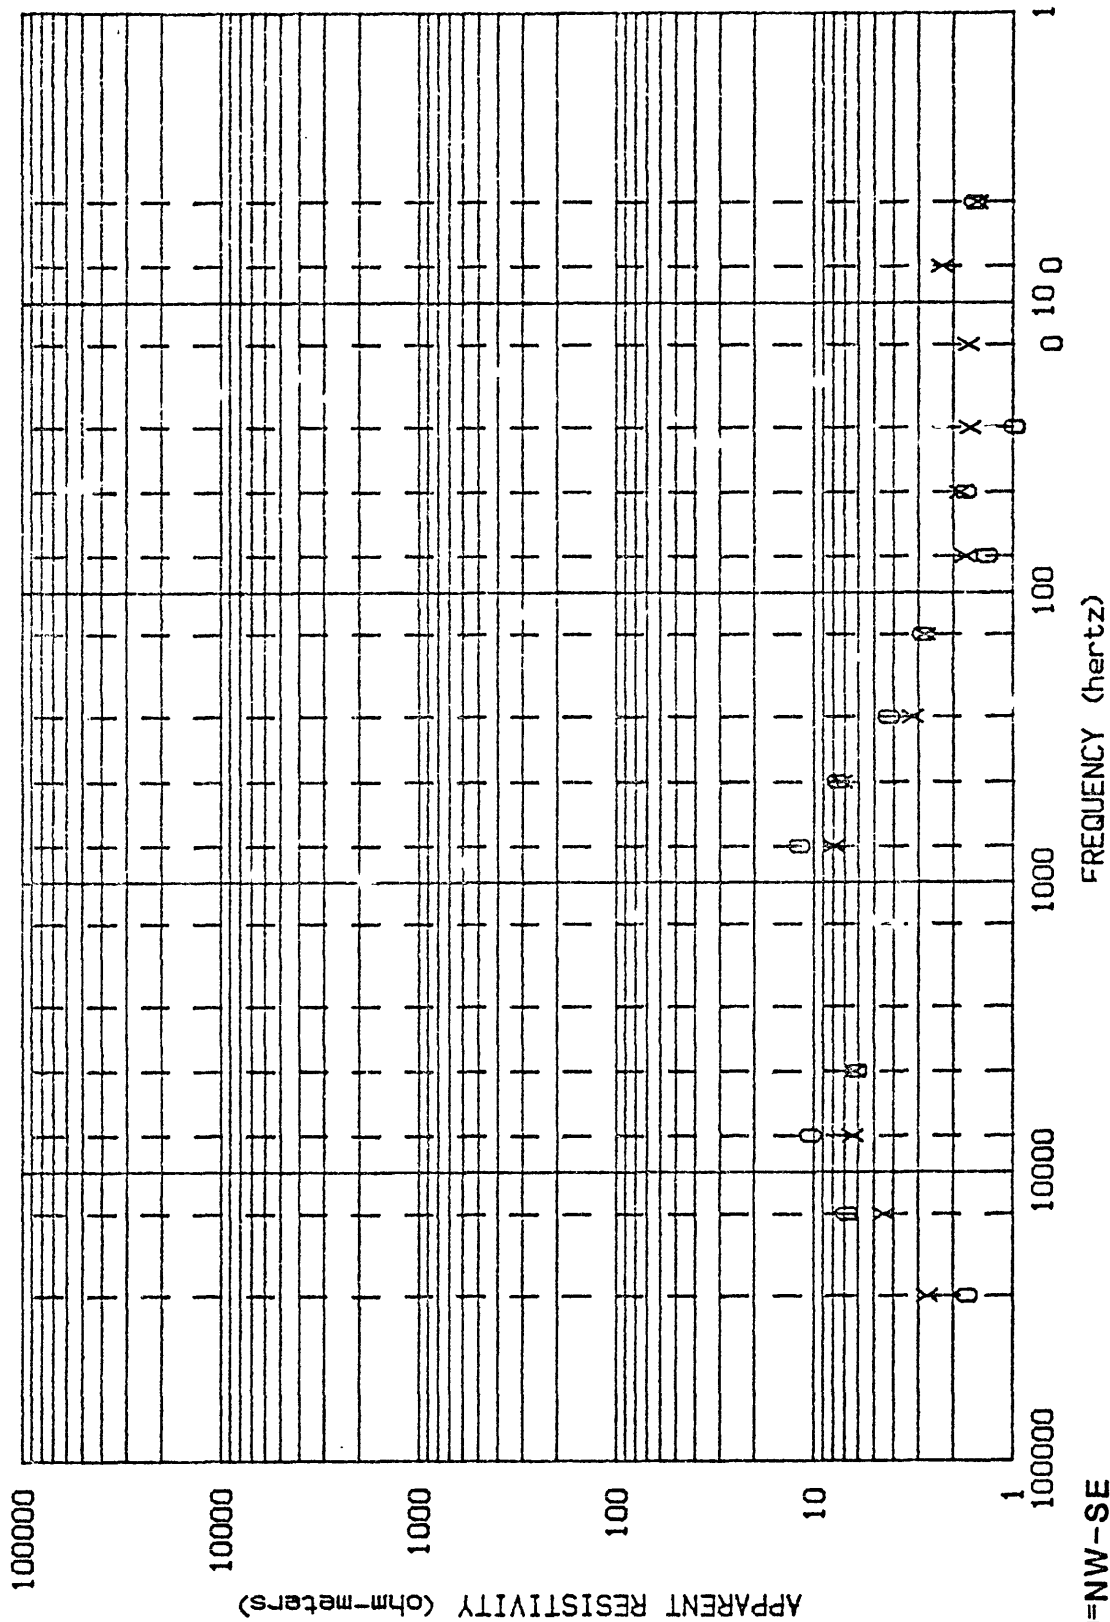 100000
10000
1000
100
10
1
APPARENT RESISTIVITY (ohm-meters)
100000 10000 1000 100 10 1
FREQUENCY (hertz)
=NW-SE